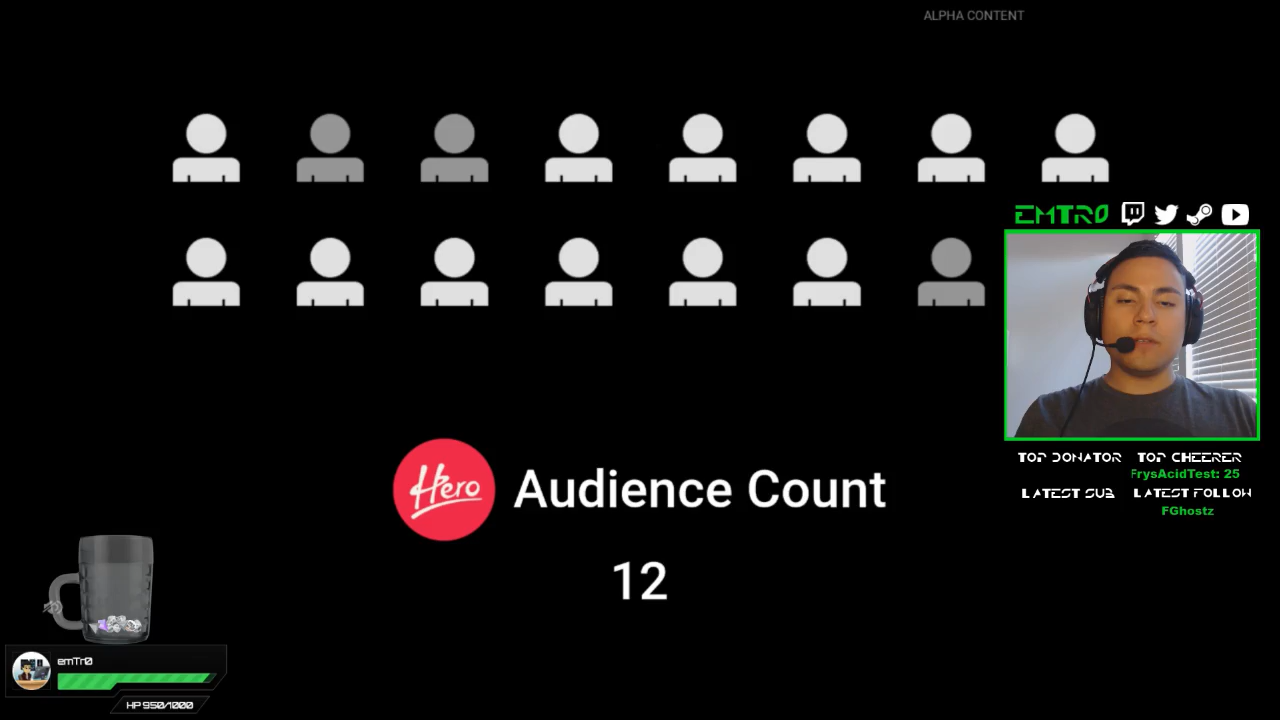 ALPHA CONTENT
EMTR0
Hero Audience Count
12
TOP DONATOR TOP CHEERER
FrysAcidTest: 25
LATEST SUB LATEST FOLLOW
FGhostz
emTr0
HP 950/1000